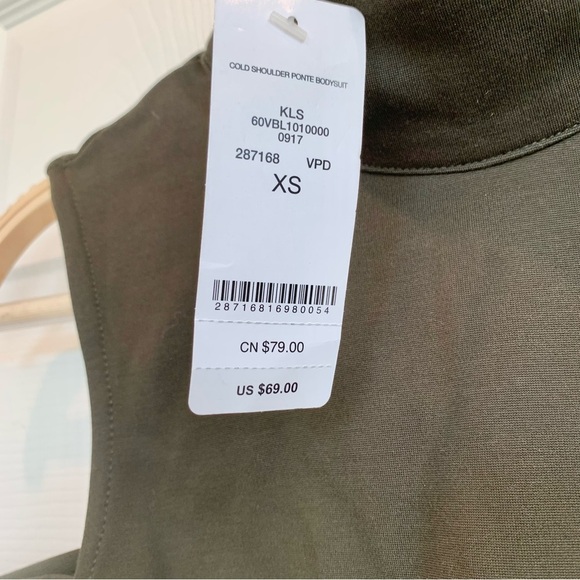 COLD SHOULDER PONTE BODYSUIT
KLS
60VBL1010000
0917
287168 VPD
XS
28716816980054
CN $79.00
US $69.00